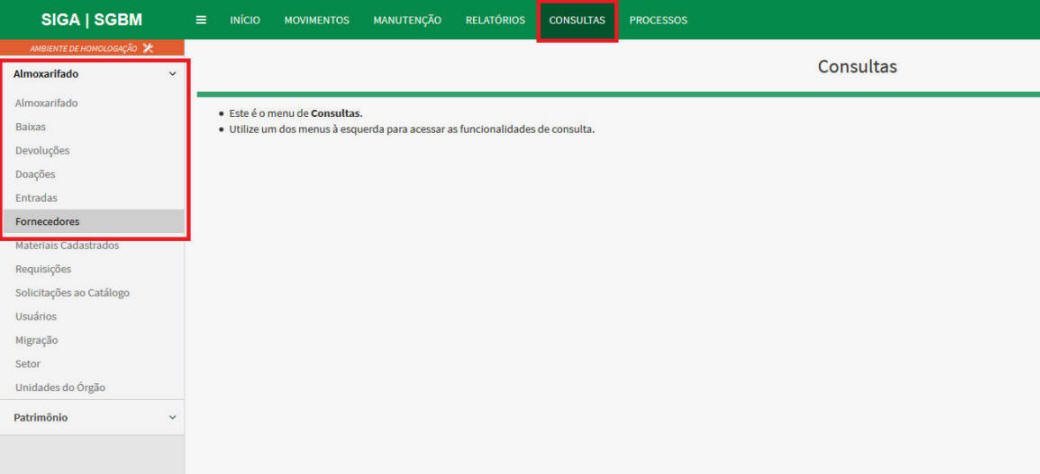 SIGA | SGBM
INÍCIO MOVIMENTOS MANUTENÇÃO RELATÓRIOS CONSULTAS PROCESSOS
AMBIENTE DE HOMOLOGAÇÃO
Almoxarifado
Almoxarifado
Baixas
Devoluções
Doações
Entradas
Fornecedores
Materiais Cadastrados
Requisições
Solicitações ao Catálogo
Usuários
Migração
Setor
Unidades do Órgão
Patrimônio
Consultas
Este é o menu de Consultas.
Utilize um dos menus à esquerda para acessar as funcionalidades de consulta.